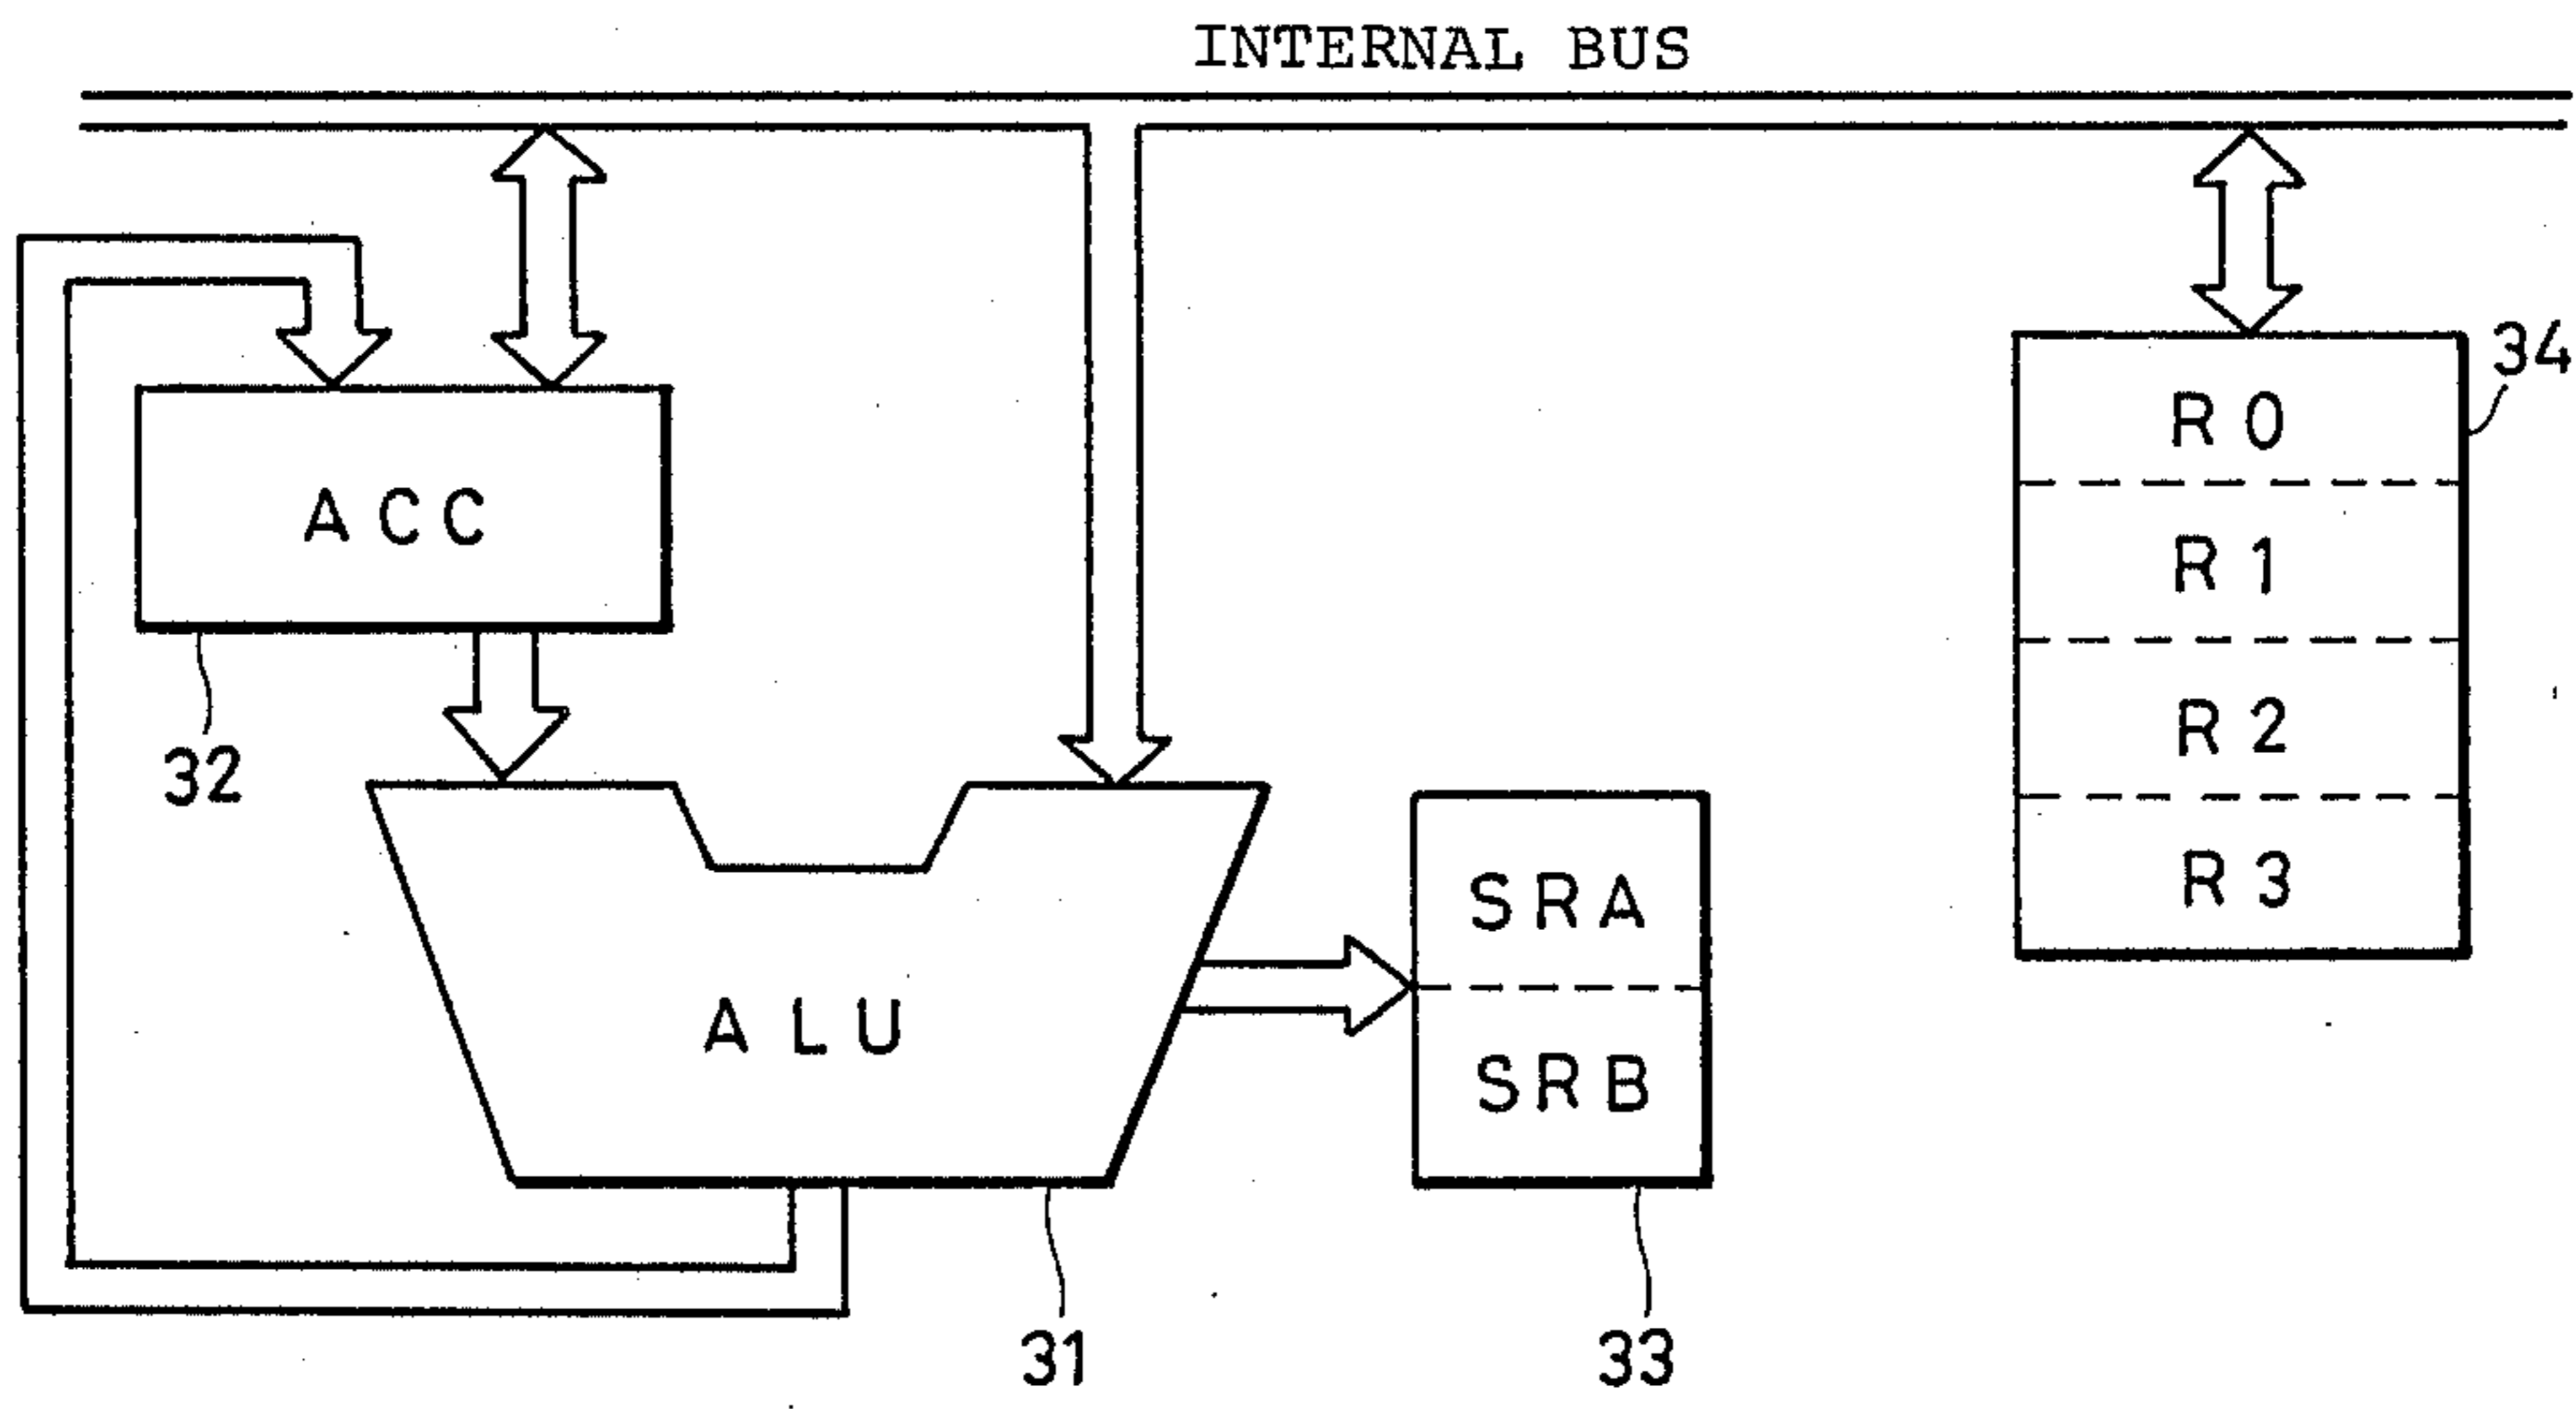 INTERNAL BUS
34
R0
ACC
R1
32
R2
SRA
R3
ALU
SRB
31
33